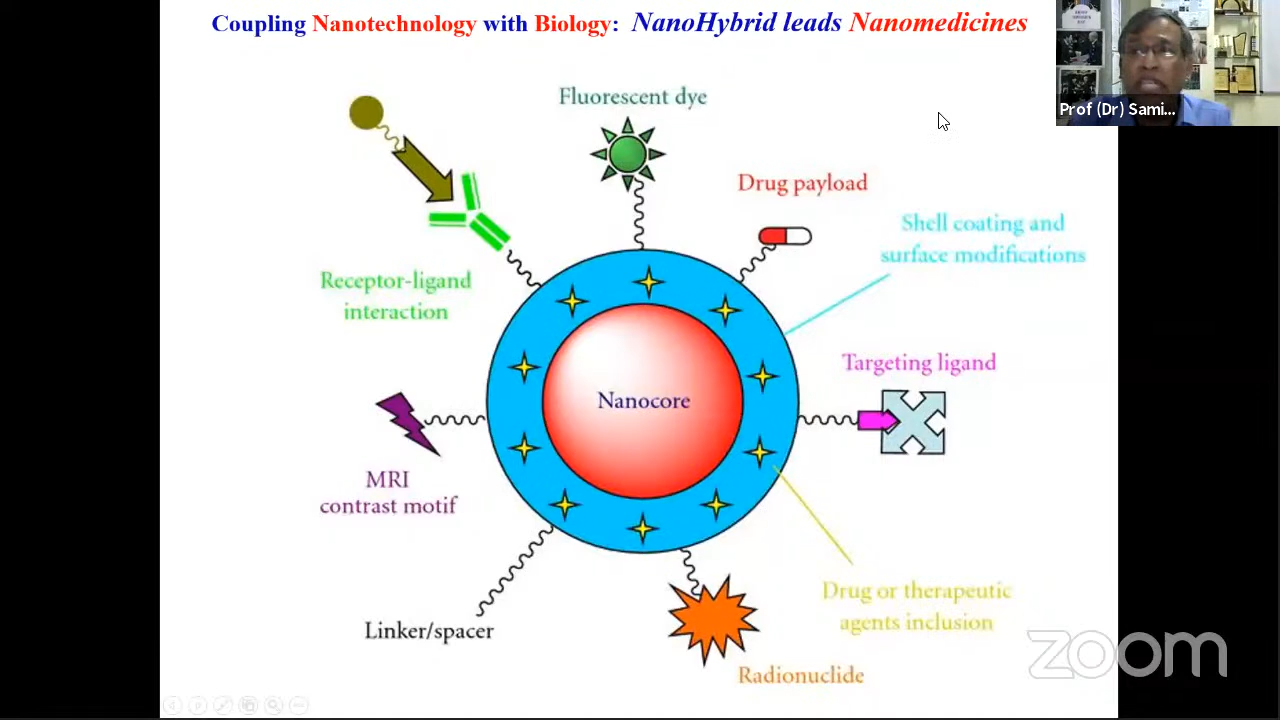 Coupling Nanotechnology with Biology: NanoHybrid leads Nanomedicines
Prof (Dr) Sami...
Fluorescent dye
Drug payload
Shell coating and
surface modifications
Receptor-ligand
interaction
Targeting ligand
Nanocore
MRI
contrast motif
Drug or therapeutic
agents inclusion
Linker/spacer
Radionuclide
zoom